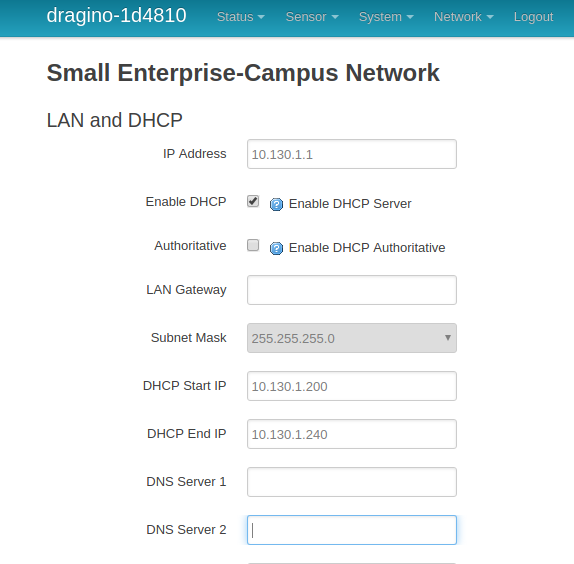 dragino-1d4810 Status Sensor System Network Logout
Small Enterprise-Campus Network
LAN and DHCP
IP Address 10.130.1.1
Enable DHCP Enable DHCP Server
Authoritative Enable DHCP Authoritative
LAN Gateway
Subnet Mask 255.255.255.0
DHCP Start IP 10.130.1.200
DHCP End IP 10.130.1.240
DNS Server 1
DNS Server 2